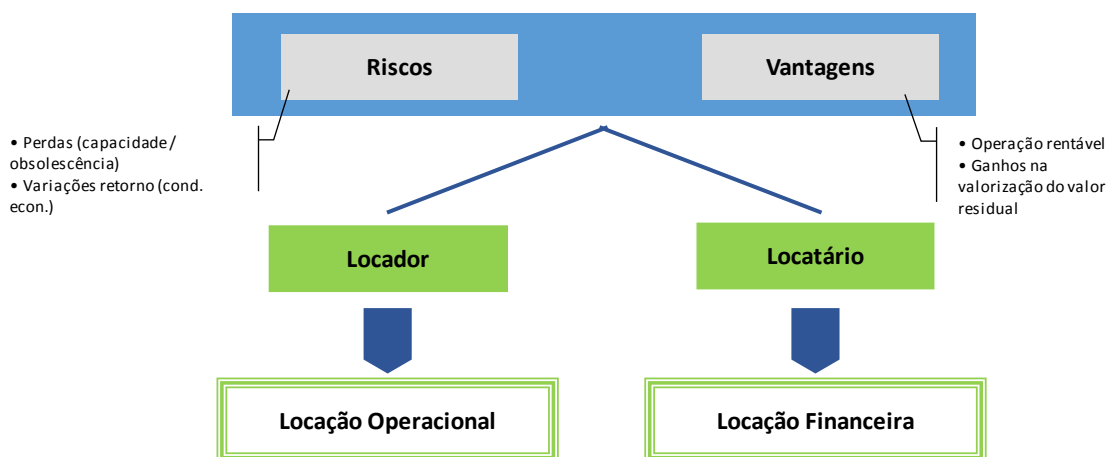 Riscos
Vantagens
• Perdas (capacidade /
obsolescência)
• Variações retorno (cond.
econ.)
• Operação rentável
• Ganhos na
valorização do valor
residual
Locador
Locatário
Locação Operacional
Locação Financeira